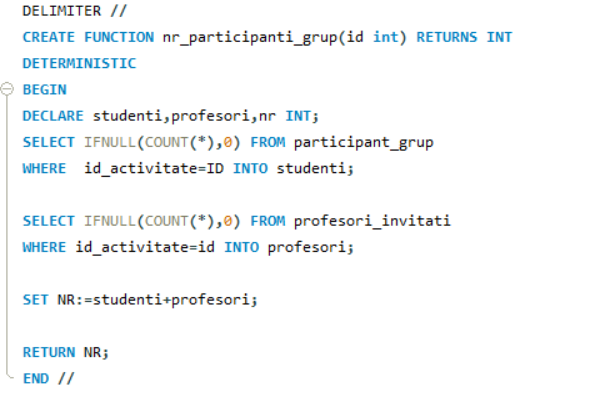 DELIMITER //
CREATE FUNCTION nr_participanti_grup(id int) RETURNS INT
DETERMINISTIC
BEGIN
DECLARE studenti,profesori,nr INT;
SELECT IFNULL(COUNT(*),0) FROM participant_grup
WHERE  id_activitate=ID INTO studenti;
SELECT IFNULL(COUNT(*),0) FROM profesori_invitati
WHERE id_activitate=id INTO profesori;
SET NR:=studenti+profesori;
RETURN NR;
END //